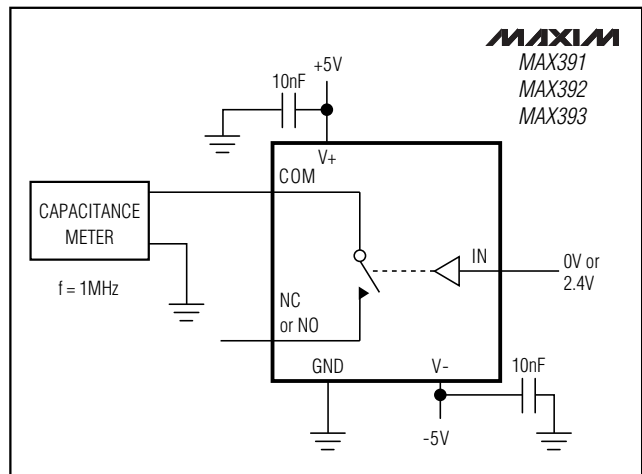 MAXIM
MAX391
MAX392
MAX393
+5V
10nF
V+
COM
CAPACITANCE
METER
f = 1MHz
IN
0V or
2.4V
NC
or NO
GND
V-
10nF
-5V